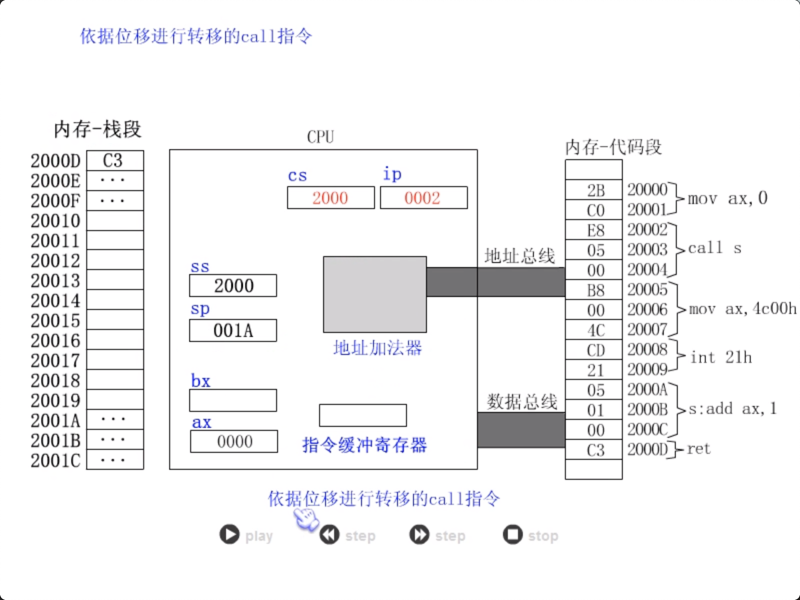 依据位移进行转移的call指令
内存-栈段
CPU
内存-代码段
2000D C3
2000E ···
2000F ···
20010
20011
20012
20013
20014
20015
20016
20017
20018
20019
2001A ···
2001B ···
2001C ···
cs
2000
ip
0002
ss
2000
sp
001A
bx
ax
0000
地址加法器
指令缓冲寄存器
地址总线
数据总线
2B 20000
C0 20001
mov ax,0
E8 20002
05 20003
00 20004
call s
B8 20005
00 20006
4C 20007
mov ax,4c00h
CD 20008
21 20009
int 21h
05 2000A
01 2000B
00 2000C
s:add ax,1
C3 2000D
ret
依据位移进行转移的call指令
play
step
step
stop